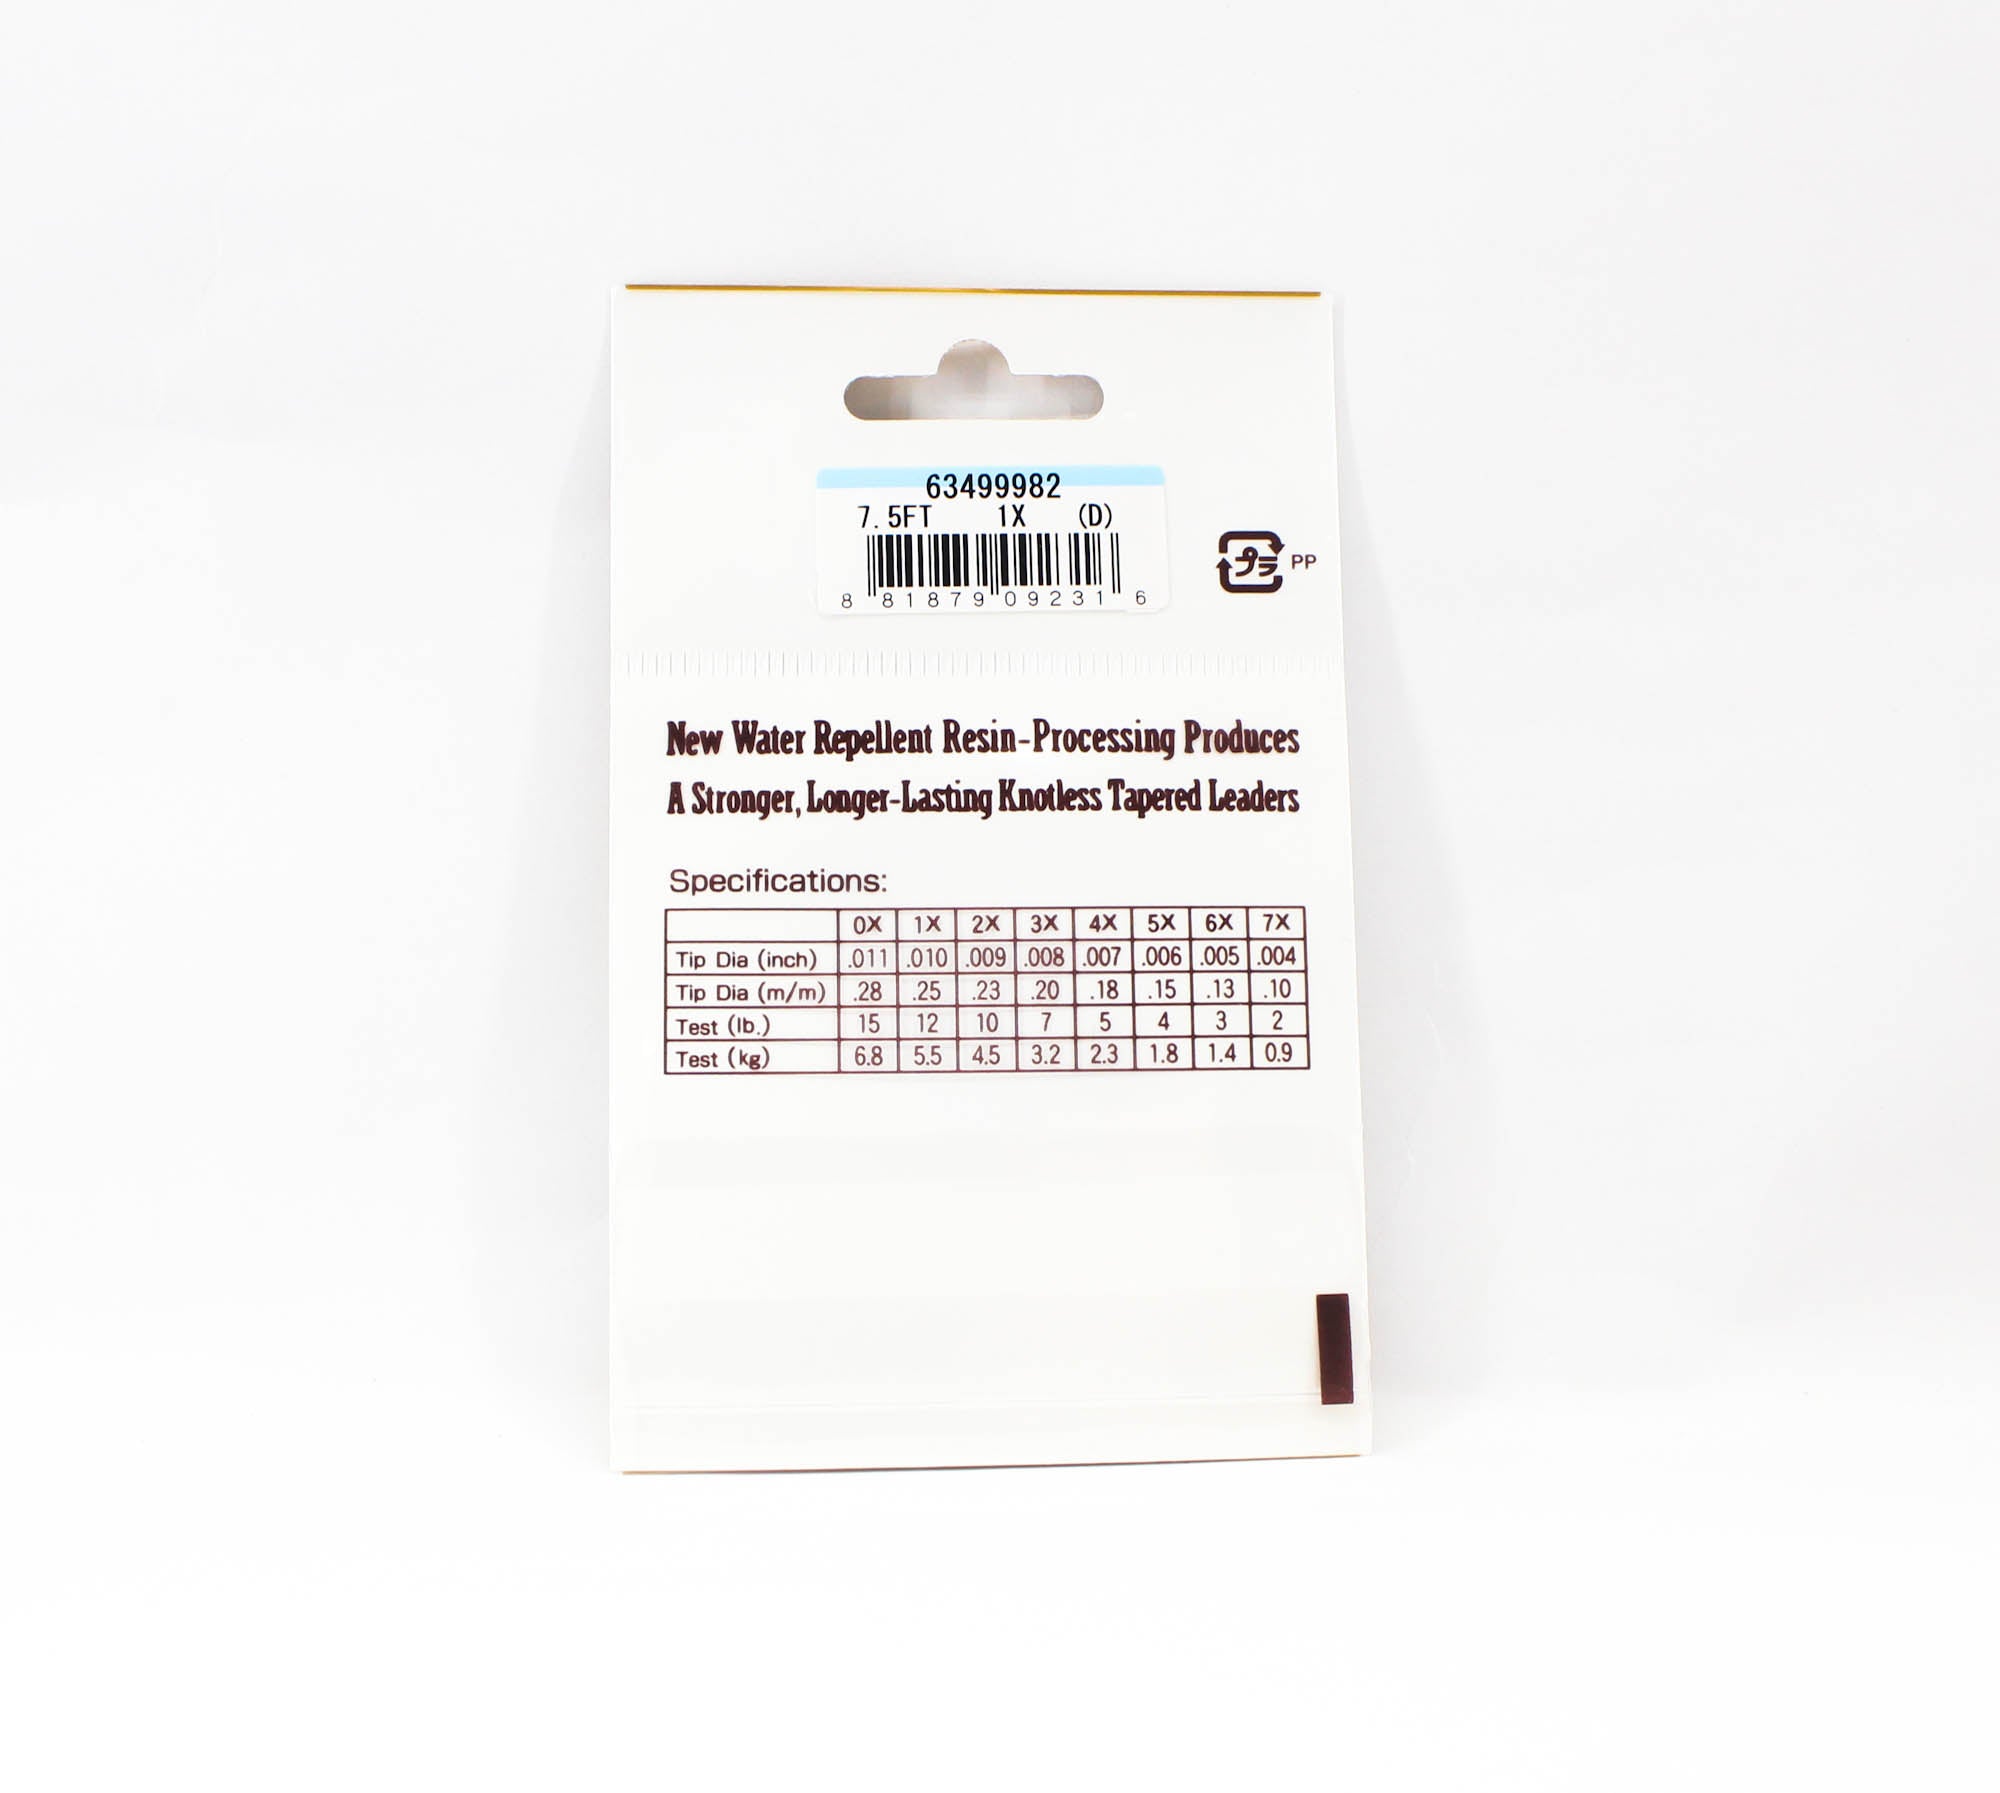 63499982
7.5FT 1X (D)
8 81879 09231 6
プラ PP
New Water Repellent Resin-Processing Produces
A Stronger, Longer-Lasting Knotless Tapered Leaders
Specifications:
0X 1X 2X 3X 4X 5X 6X 7X
Tip Dia (inch) .011 .010 .009 .008 .007 .006 .005 .004
Tip Dia (m/m) .28 .25 .23 .20 .18 .15 .13 .10
Test (lb.) 15 12 10 7 5 4 3 2
Test (kg) 6.8 5.5 4.5 3.2 2.3 1.8 1.4 0.9